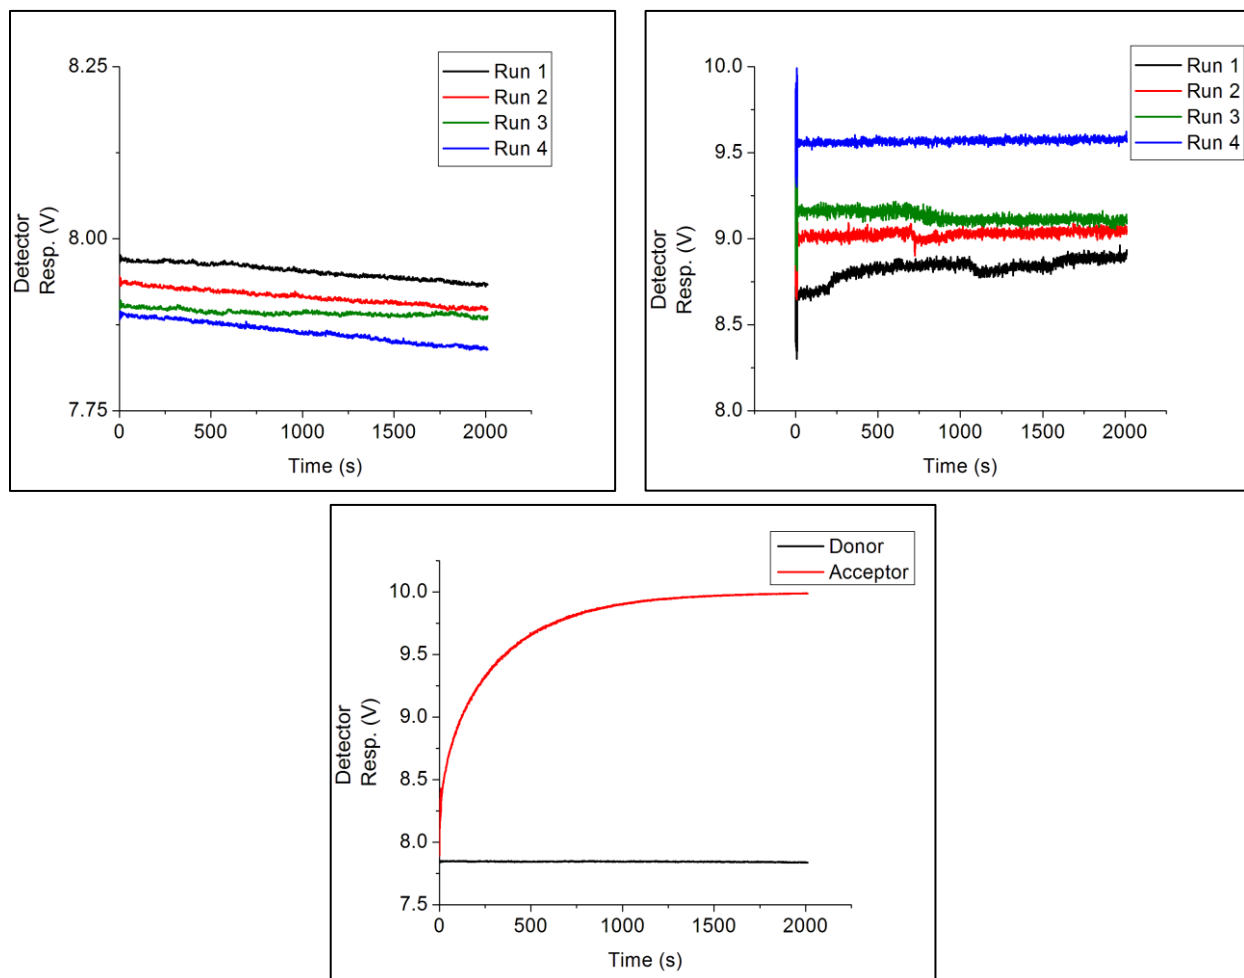 8.25
8.00
7.75
Detector
Resp. (V)
0 500 1000 1500 2000
Time (s)
Run 1
Run 2
Run 3
Run 4
10.0
9.5
9.0
8.5
8.0
Detector
Resp. (V)
0 500 1000 1500 2000
Time (s)
Run 1
Run 2
Run 3
Run 4
10.0
9.5
9.0
8.5
8.0
7.5
Detector
Resp. (V)
0 500 1000 1500 2000
Time (s)
Donor
Acceptor